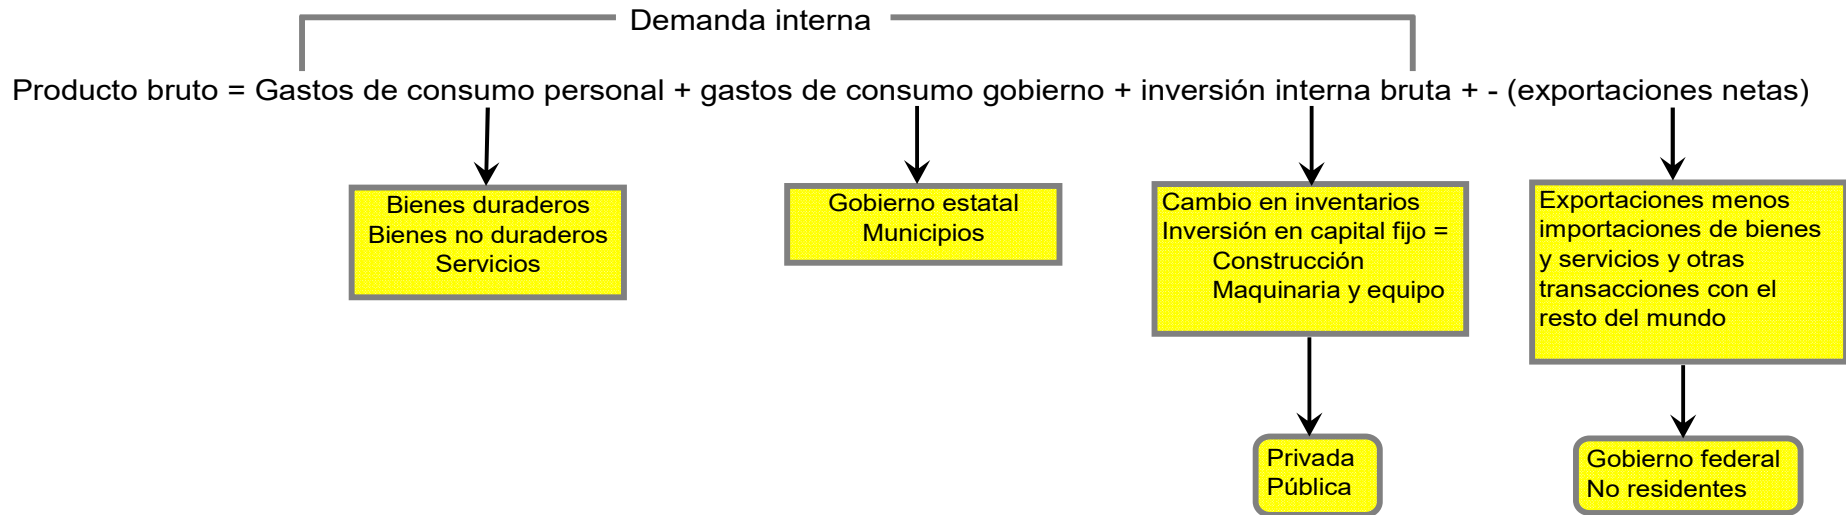 Demanda interna
Producto bruto = Gastos de consumo personal + gastos de consumo gobierno + inversión interna bruta + - (exportaciones netas)
Bienes duraderos
Bienes no duraderos
Servicios
Gobierno estatal
Municipios
Cambio en inventarios
Inversión en capital fijo =
Construcción
Maquinaria y equipo
Exportaciones menos
importaciones de bienes
y servicios y otras
transacciones con el
resto del mundo
Privada
Pública
Gobierno federal
No residentes